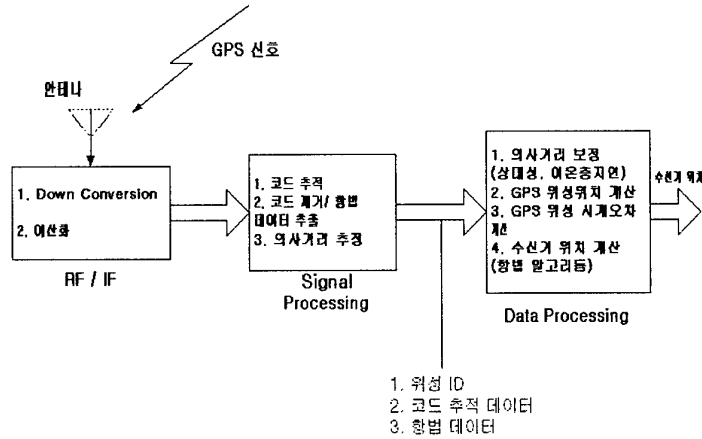 GPS 신호
안테나
1. Down Conversion
2. 이산화
RF / IF
1. 코드 추적
2. 코드 제거/ 항법
데이터 추출
3. 의사거리 추정
Signal
Processing
1. 의사거리 보정
(상대성, 이온층지연)
2. GPS 위성위치 계산
3. GPS 위성 시계오차
계산
4. 수신기 위치 계산
(항법 알고리듬)
Data Processing
수신기 위치
1. 위성 ID
2. 코드 추적 데이터
3. 항법 데이터